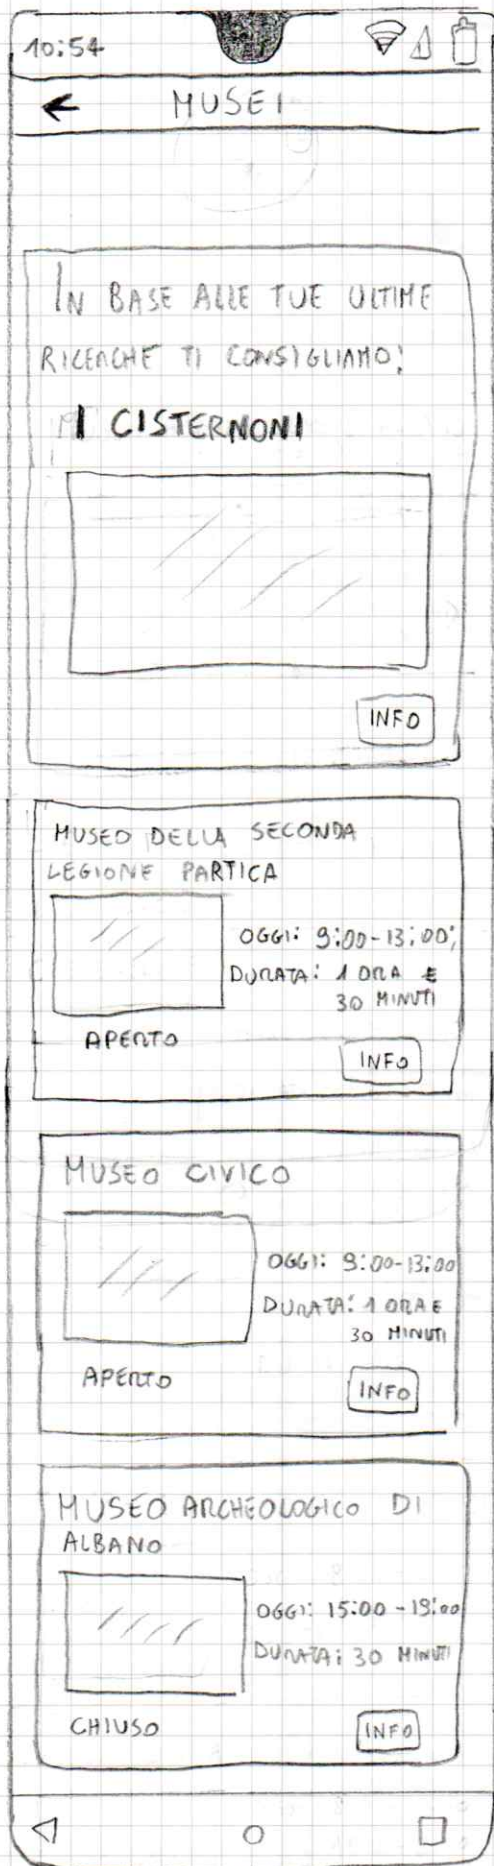 10:54
MUSEI
IN BASE ALLE TUE ULTIME
RICERCHE TI CONSIGLIAMO:
I CISTERNONI
INFO
MUSEO DELLA SECONDA
LEGIONE PARTICA
OGGI: 9:00-13:00;
DURATA: 1 ORA E
30 MINUTI
APERTO
INFO
MUSEO CIVICO
OGGI: 9:00-13:00
DURATA: 1 ORA E
30 MINUTI
APERTO
INFO
MUSEO ARCHEOLOGICO DI
ALBANO
OGGI: 15:00-19:00
DURATA: 30 MINUTI
CHIUSO
INFO